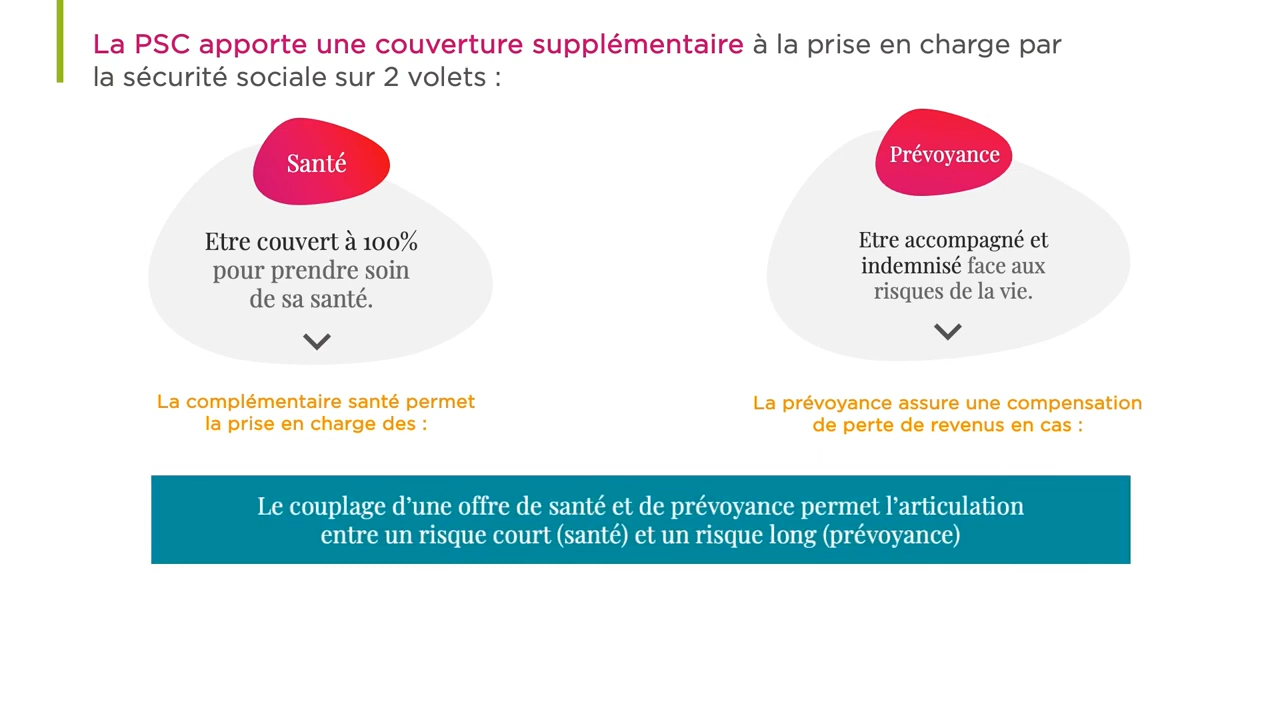 La PSC apporte une couverture supplémentaire à la prise en charge par
la sécurité sociale sur 2 volets :
Santé
Etre couvert à 100%
pour prendre soin
de sa santé.
La complémentaire santé permet
la prise en charge des :
Prévoyance
Etre accompagné et
indemnisé face aux
risques de la vie.
La prévoyance assure une compensation
de perte de revenus en cas :
Le couplage d’une offre de santé et de prévoyance permet l’articulation
entre un risque court (santé) et un risque long (prévoyance)